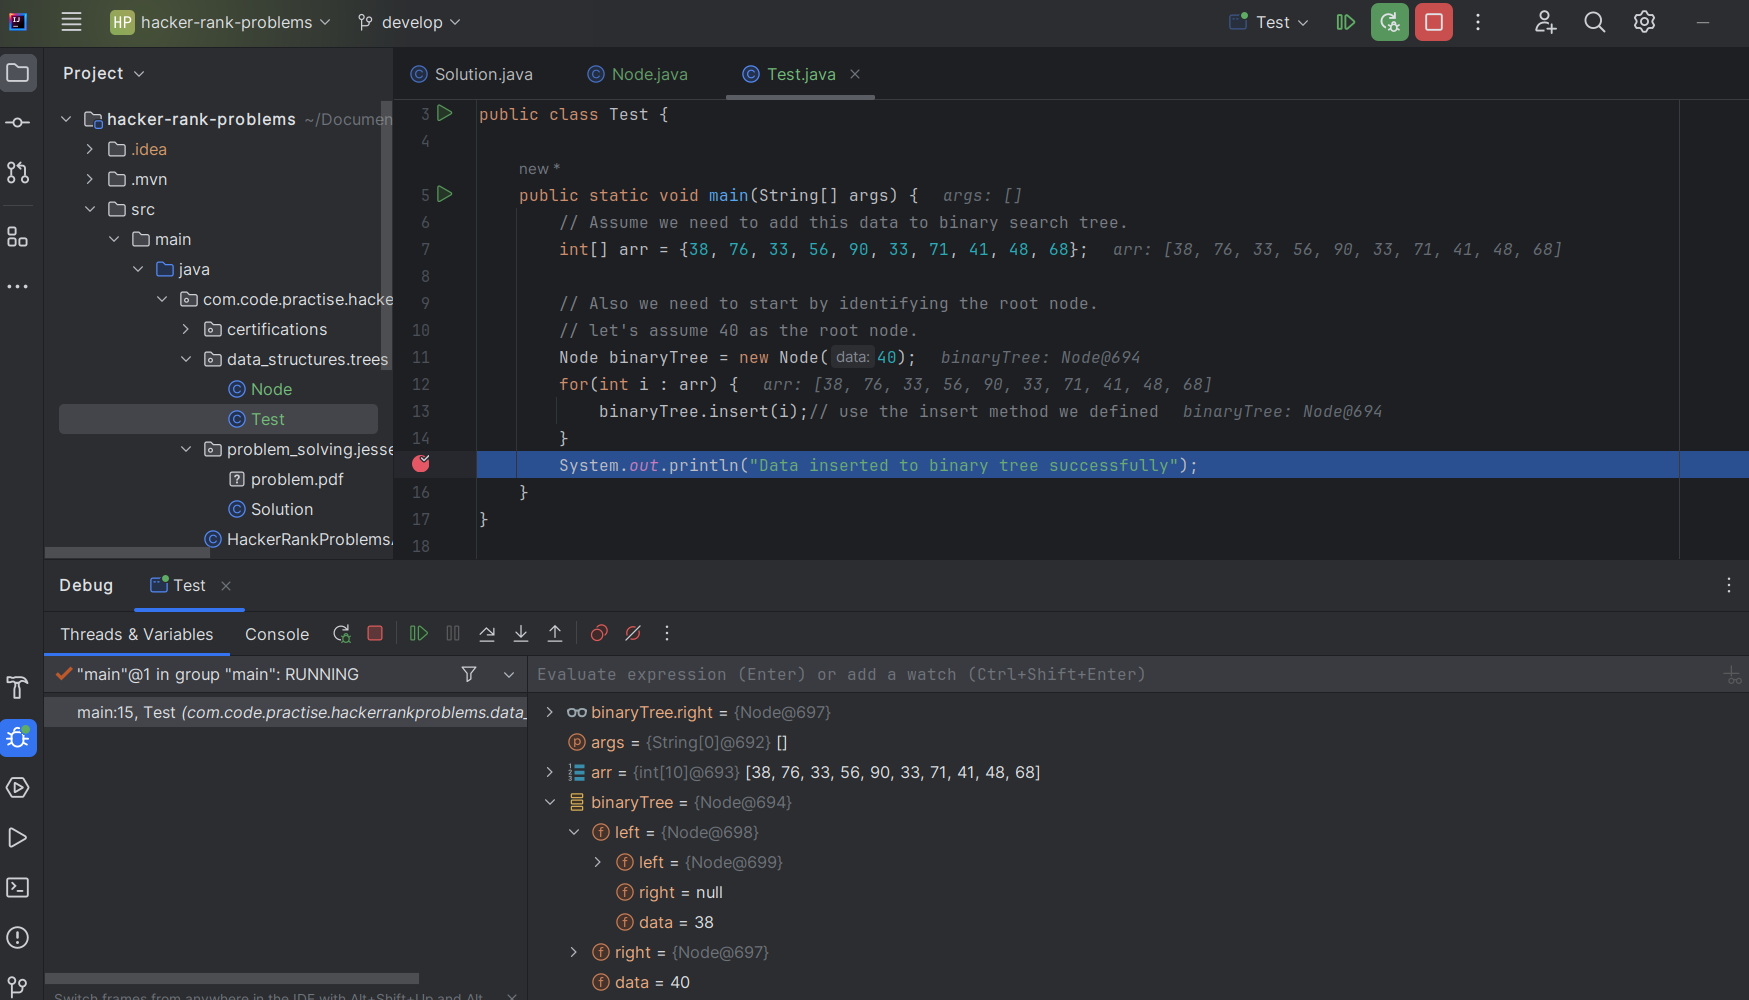 HP hacker-rank-problems develop Test
Project
Solution.java Node.java Test.java
hacker-rank-problems ~/Documen
.idea
.mvn
src
main
java
com.code.practise.hacke
certifications
data_structures.trees
Node
Test
problem_solving.jesse
problem.pdf
Solution
HackerRankProblems
3 public class Test {
4
new *
5 public static void main(String[] args) { args: []
6 // Assume we need to add this data to binary search tree.
7 int[] arr = {38, 76, 33, 56, 90, 33, 71, 41, 48, 68}; arr: [38, 76, 33, 56, 90, 33, 71, 41, 48, 68]
8
9 // Also we need to start by identifying the root node.
10 // let's assume 40 as the root node.
11 Node binaryTree = new Node( data: 40); binaryTree: Node@694
12 for(int i : arr) { arr: [38, 76, 33, 56, 90, 33, 71, 41, 48, 68]
13 binaryTree.insert(i);// use the insert method we defined binaryTree: Node@694
14 }
System.out.println("Data inserted to binary tree successfully");
16 }
17 }
18
Debug Test
Threads & Variables Console
"main"@1 in group "main": RUNNING
main:15, Test (com.code.practise.hackerrankproblems.data_
Switch frames from anywhere in the IDE with Alt+Shift+Up and Alt
Evaluate expression (Enter) or add a watch (Ctrl+Shift+Enter)
binaryTree.right = {Node@697}
args = {String[0]@692} []
arr = {int[10]@693} [38, 76, 33, 56, 90, 33, 71, 41, 48, 68]
binaryTree = {Node@694}
left = {Node@698}
left = {Node@699}
right = null
data = 38
right = {Node@697}
data = 40